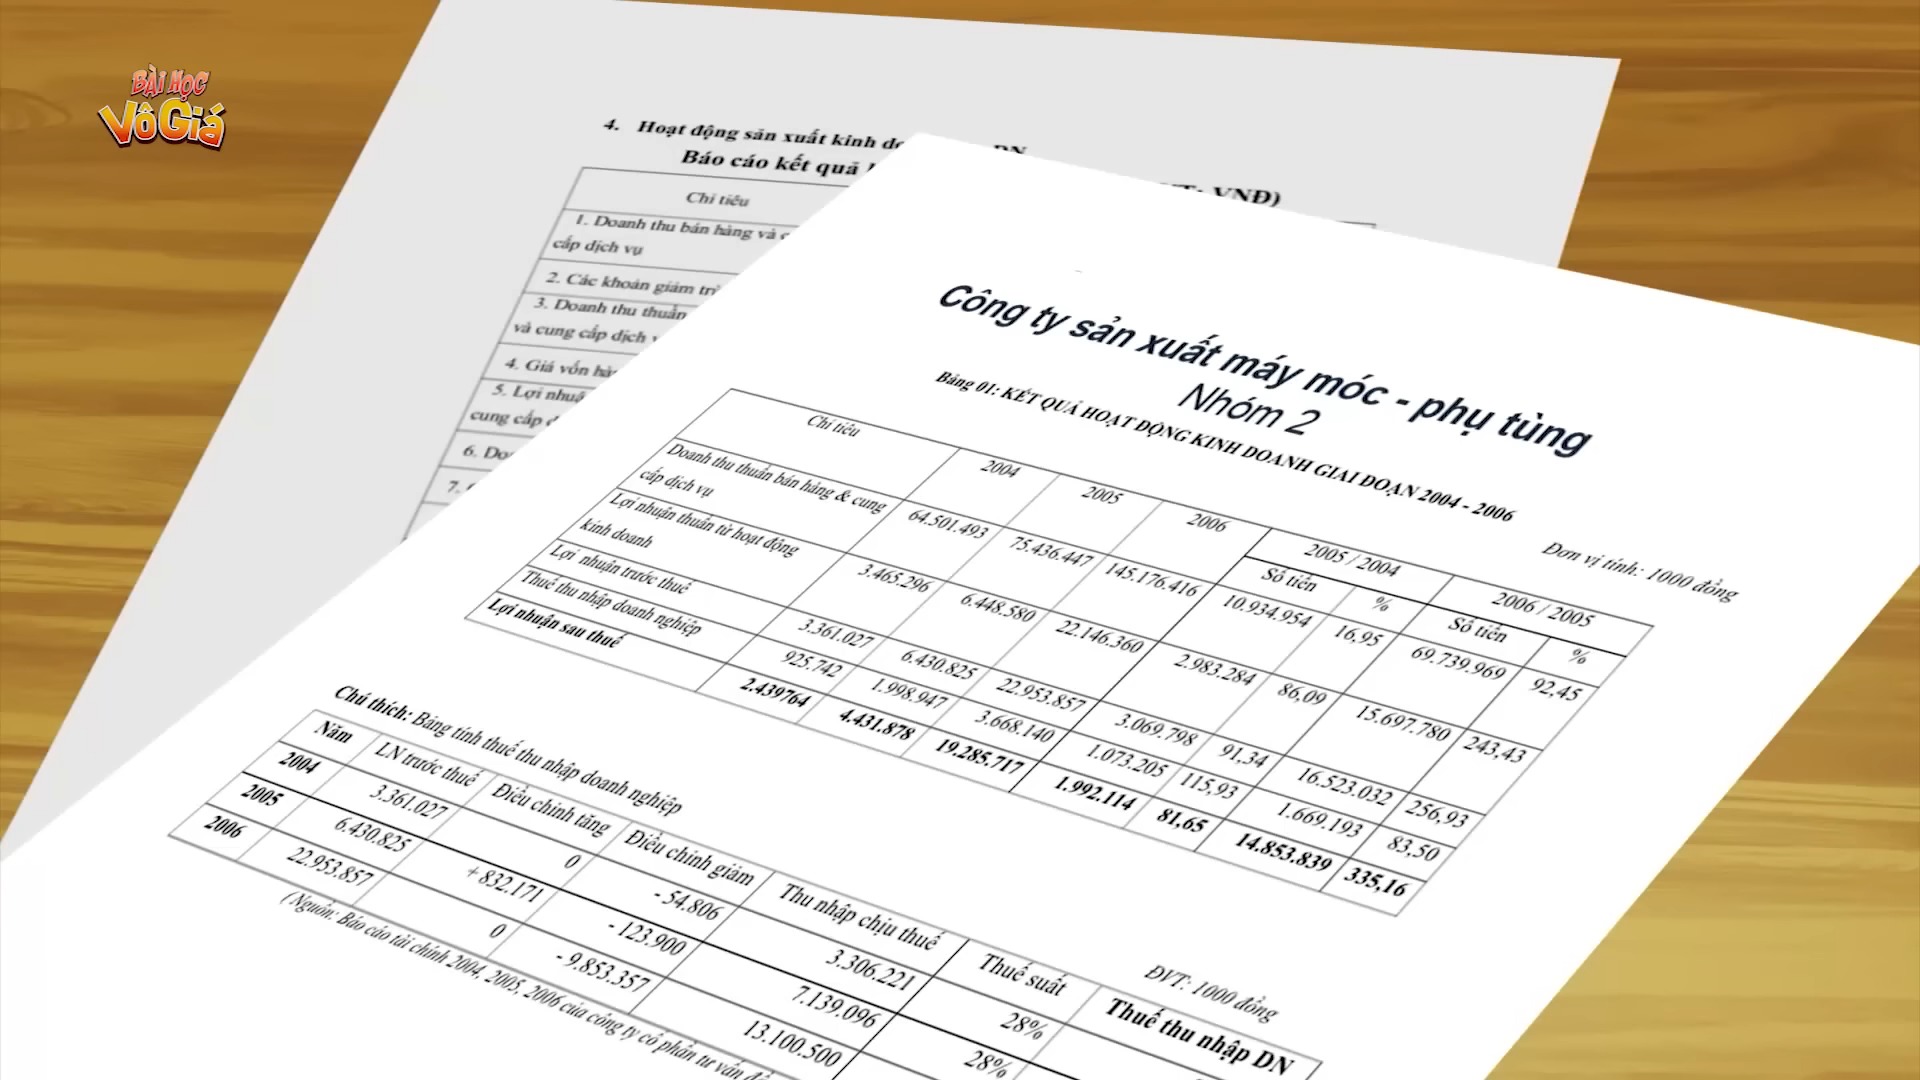 BÀI HỌC
Vô Giá
4. Hoạt động sản xuất kinh
Báo cáo kết quả
VNĐ)
Chỉ tiêu
1. Doanh thu bán hàng và
cấp dịch vụ
2. Các khoản giảm
3. Doanh thu thuần
và cung cấp dịch
4. Giá vốn
5. Lợi
cung cấp
6.
7.
Công ty sản xuất máy móc - phụ tùng
Nhóm 2
Bảng 01: KẾT QUẢ HOẠT ĐỘNG KINH DOANH GIAI ĐOẠN 2004 - 2006
Đơn vị tính: 1000 đồng
Chỉ tiêu 2004 2005 2006 2005 / 2004 2006 / 2005
Số tiền % Số tiền %
Doanh thu thuần bán hàng & cung
cấp dịch vụ 64.501.493 75.436.447 145.176.416 10.934.954 16,95 69.739.969 92,45
Lợi nhuận thuần từ hoạt động
kinh doanh 3.465.296 6.448.580 22.146.360 2.983.284 86,09 15.697.780 243,43
Lợi nhuận trước thuế 3.361.027 6.430.825 22.953.857 3.069.798 91,34 16.523.032 256,93
Thuế thu nhập doanh nghiệp 925.742 1.998.947 3.668.140 1.073.205 115,93 1.669.193 83,50
Lợi nhuận sau thuế 2.439764 4.431.878 19.285.717 1.992.114 81,65 14.853.839 335,16
Chú thích: Bảng tính thuế thu nhập doanh nghiệp
ĐVT: 1000 đồng
Năm LN trước thuế Điều chỉnh tăng Điều chỉnh giảm Thu nhập chịu thuế Thuế suất Thuế thu nhập DN
2004 3.361.027 0 - 54.806 3.306.221 28%
2005 6.430.825 + 832.171 - 123.900 7.139.096 28%
2006 22.953.857 0 - 9.853.357 13.100.500
(Nguồn: Báo cáo tài chính 2004, 2005, 2006 của công ty cổ phần tư vấn